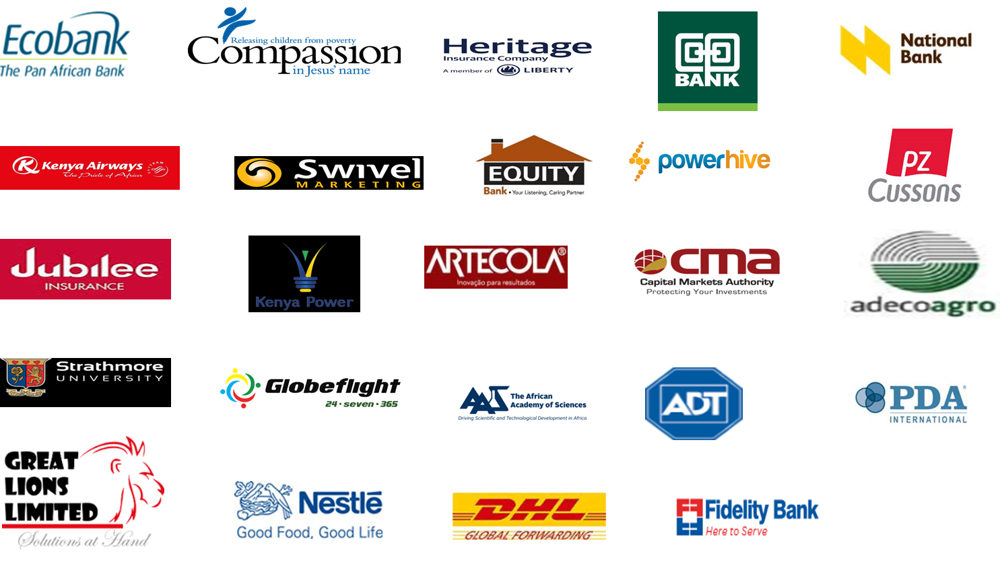 Ecobank
The Pan African Bank
Releasing children from poverty
Compassion
in Jesus' name
Heritage
Insurance Company
A member of LIBERTY
BANK
National
Bank
Kenya Airways
The Pride of Africa
SKYTEAM
Swivel
MARKETING
EQUITY
Bank • Your Listening, Caring Partner
powerhive
PZ
Cussons
Jubilee
INSURANCE
Kenya Power
ARTECOLA®
Inovação para resultados
cma
Capital Markets Authority
Protecting Your Investments
adecoagro
Strathmore
UNIVERSITY
Globeflight
24 • seven • 365
AAS
The African
Academy of Sciences
Driving Scientific and Technological Development in Africa
ADT
PDA®
INTERNATIONAL
GREAT
LIONS
LIMITED
Solutions at Hand
Nestlé
Good Food, Good Life
DHL
GLOBAL FORWARDING
Fidelity Bank
Here to Serve